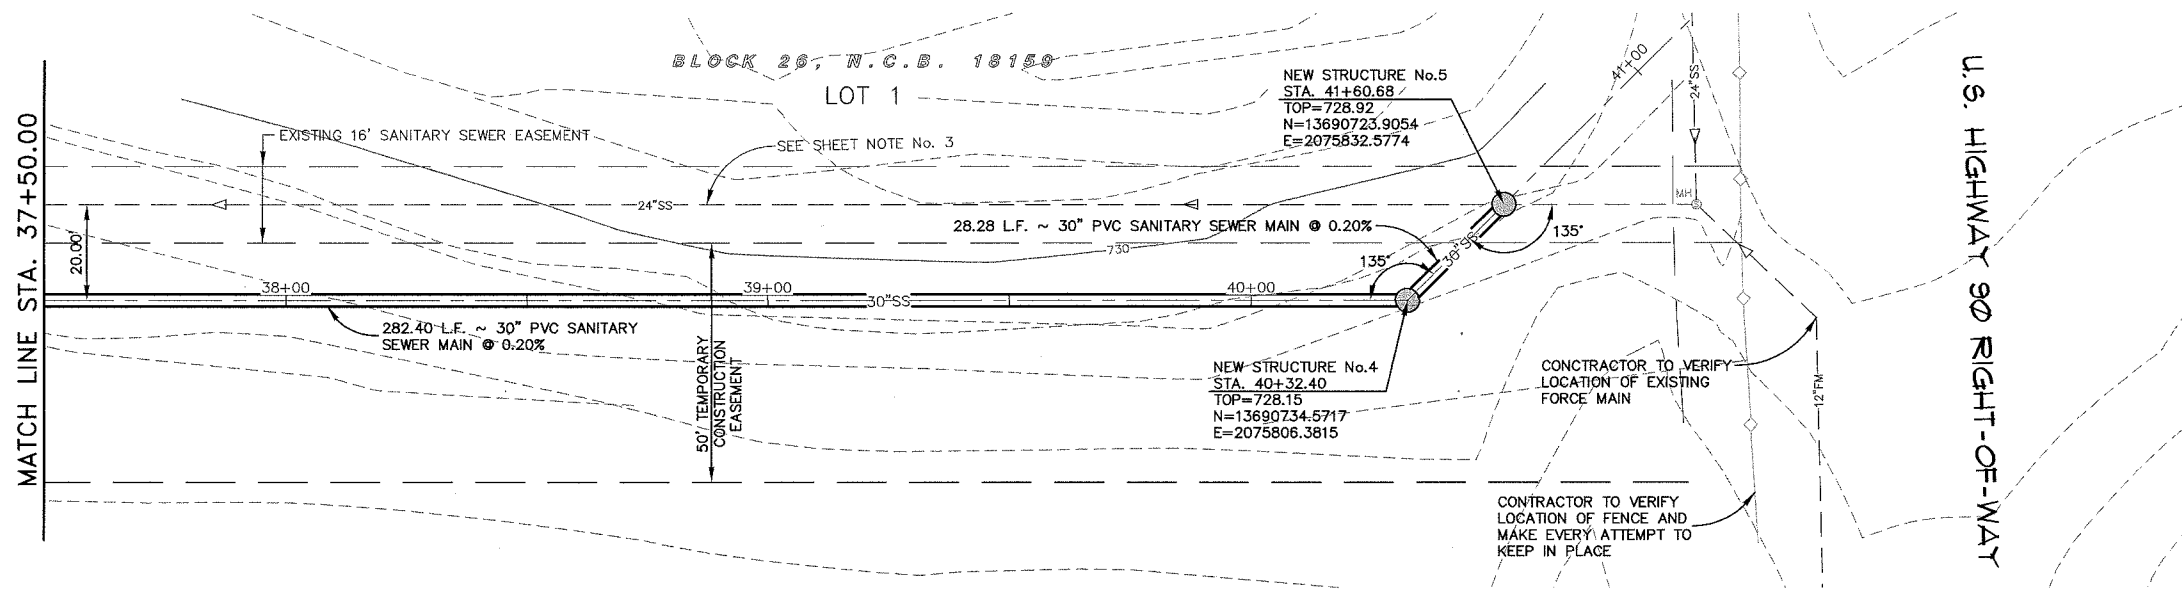 BLOCK 26, N.C.B. 18159
LOT 1
NEW STRUCTURE No.5
STA. 41+60.68
TOP=728.92
N=13690723.9054
E=2075832.5774
41+00
24"SS
U.S. HIGHWAY 90 RIGHT-OF-WAY
MATCH LINE STA. 37+50.00
EXISTING 16' SANITARY SEWER EASEMENT
SEE SHEET NOTE No. 3
MH
24"SS
20.00'
28.28 L.F. ~ 30" PVC SANITARY SEWER MAIN @ 0.20%
135°
730
30"SS
135°
38+00
39+00
30"SS
40+00
282.40 L.F. ~ 30" PVC SANITARY
SEWER MAIN @ 0.20%
50' TEMPORARY
CONSTRUCTION
EASEMENT
NEW STRUCTURE No.4
STA. 40+32.40
TOP=728.15
N=13690734.5717
E=2075806.3815
CONCTRACTOR TO VERIFY
LOCATION OF EXISTING
FORCE MAIN
12"FM
CONTRACTOR TO VERIFY
LOCATION OF FENCE AND
MAKE EVERY ATTEMPT TO
KEEP IN PLACE